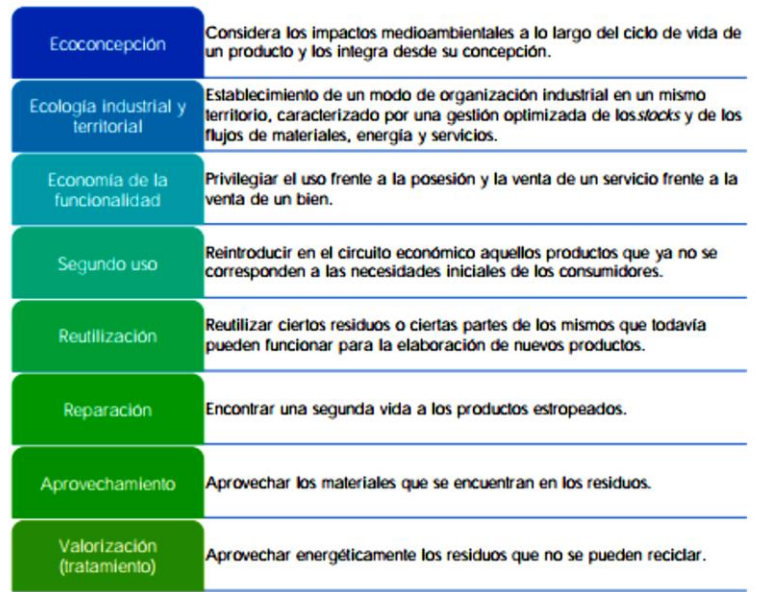 Ecoconcepción
Considera los impactos medioambientales a lo largo del ciclo de vida de
un producto y los integra desde su concepción.
Ecología industrial y
territorial
Establecimiento de un modo de organización industrial en un mismo
territorio, caracterizado por una gestión optimizada de los stocks y de los
flujos de materiales, energía y servicios.
Economía de la
funcionalidad
Privilegiar el uso frente a la posesión y la venta de un servicio frente a la
venta de un bien.
Segundo uso
Reintroducir en el circuito económico aquellos productos que ya no se
corresponden a las necesidades iniciales de los consumidores.
Reutilización
Reutilizar ciertos residuos o ciertas partes de los mismos que todavía
pueden funcionar para la elaboración de nuevos productos.
Reparación
Encontrar una segunda vida a los productos estropeados.
Aprovechamiento
Aprovechar los materiales que se encuentran en los residuos.
Valorización
(tratamiento)
Aprovechar energéticamente los residuos que no se pueden reciclar.